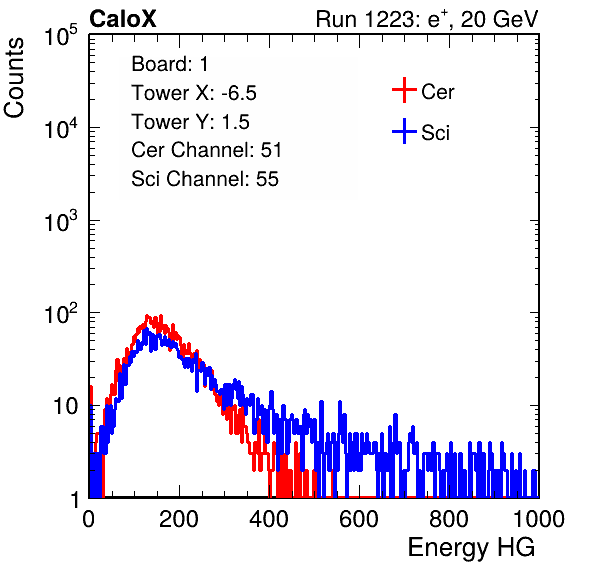 CaloX Run 1223: e⁺, 20 GeV
Counts
Board: 1
Tower X: -6.5
Tower Y: 1.5
Cer Channel: 51
Sci Channel: 55
Cer
Sci
10⁵
10⁴
10³
10²
10
1
0 200 400 600 800 1000
Energy HG